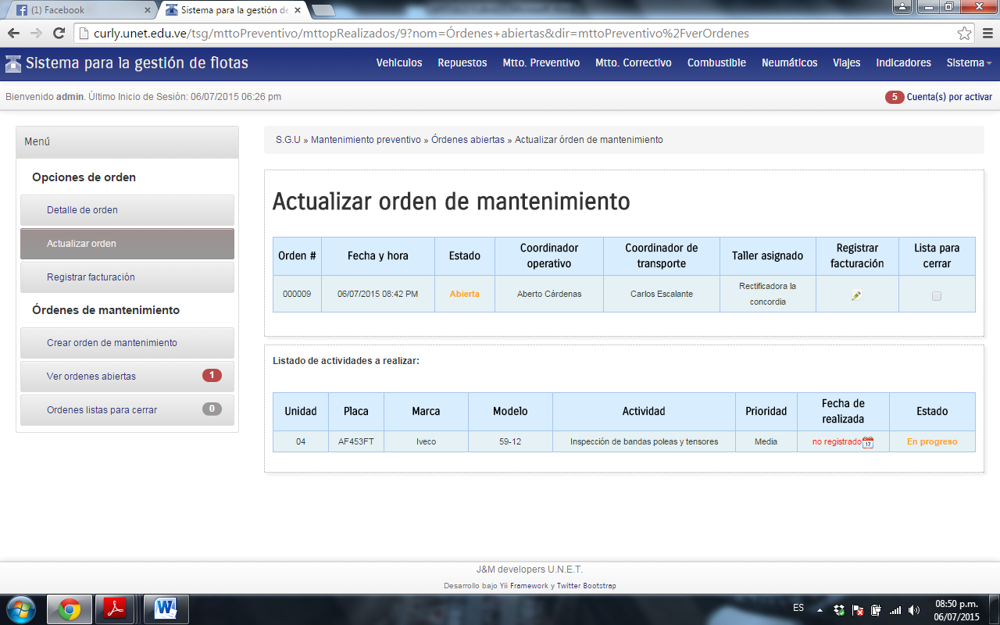 (1) Facebook
Sistema para la gestión de
curly.unet.edu.ve/tsg/mttoPreventivo/mttopRealizados/9?nom=Órdenes+abiertas&dir=mttoPreventivo%2FverOrdenes
Sistema para la gestión de flotas
Vehiculos Repuestos Mtto. Preventivo Mtto. Correctivo Combustible Neumáticos Viajes Indicadores Sistema
Bienvenido admin. Último Inicio de Sesión: 06/07/2015 06:26 pm
5 Cuenta(s) por activar
Menú
Opciones de orden
Detalle de orden
Actualizar orden
Registrar facturación
Órdenes de mantenimiento
Crear orden de mantenimiento
Ver ordenes abiertas 1
Ordenes listas para cerrar 0
S.G.U » Mantenimiento preventivo » Órdenes abiertas » Actualizar órden de mantenimiento
Actualizar orden de mantenimiento
Orden # Fecha y hora Estado Coordinador operativo Coordinador de transporte Taller asignado Registrar facturación Lista para cerrar
000009 06/07/2015 08:42 PM Abierta Aberto Cárdenas Carlos Escalante Rectificadora la concordia
Listado de actividades a realizar:
Unidad Placa Marca Modelo Actividad Prioridad Fecha de realizada Estado
04 AF453FT Iveco 59-12 Inspección de bandas poleas y tensores Media no registrado 17 En progreso
J&M developers U.N.E.T.
Desarrollo bajo Yii Framework y Twitter Bootstrap
ES
08:50 p.m.
06/07/2015